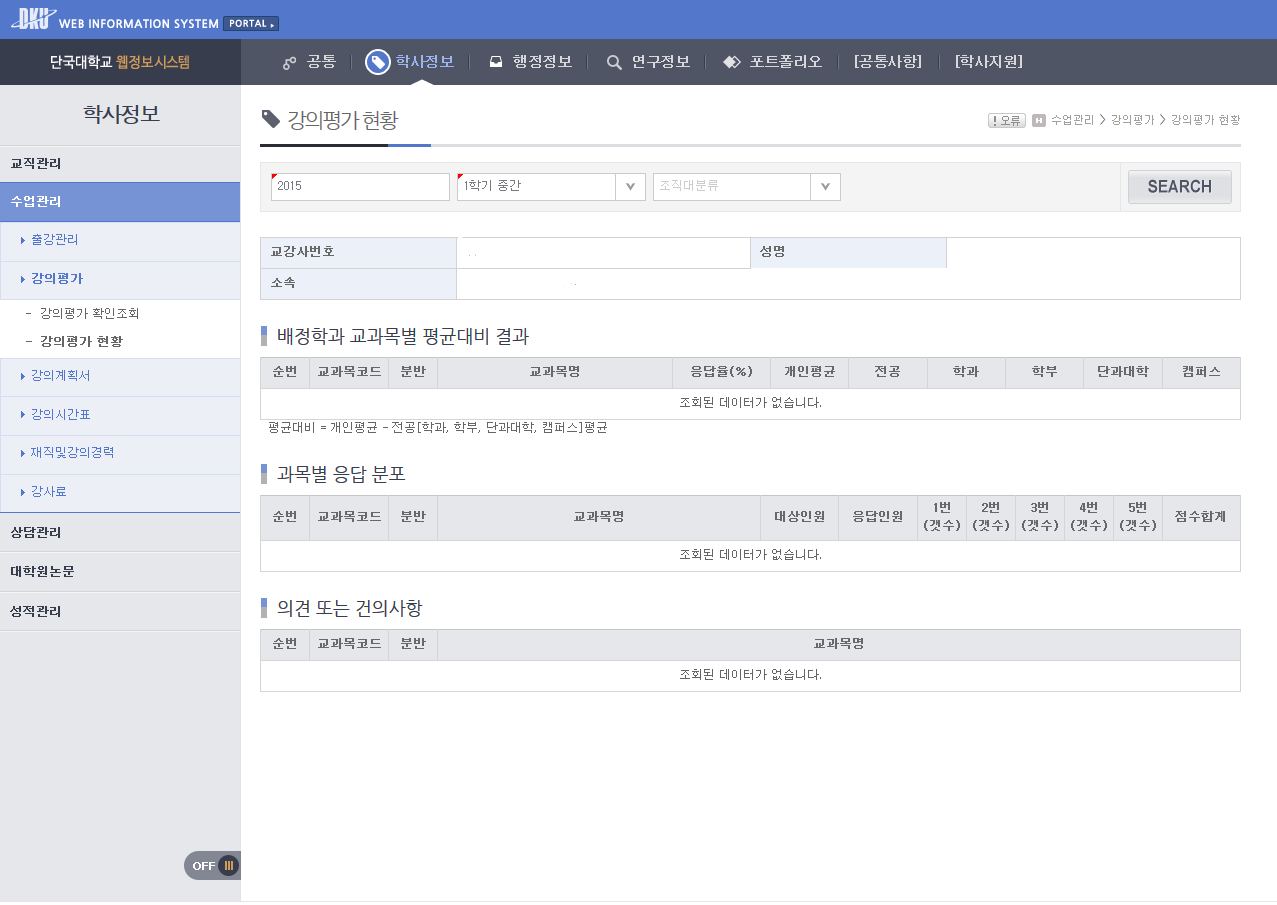 DKU WEB INFORMATION SYSTEM PORTAL
단국대학교 웹정보시스템 공통 학사정보 행정정보 연구정보 포트폴리오 [공통사항] [학사지원]
학사정보
교직관리
수업관리
출강관리
강의평가
- 강의평가 확인조회
- 강의평가 현황
강의계획서
강의시간표
재직및강의경력
강사료
상담관리
대학원논문
성적관리
OFF
강의평가 현황
! 오류 H 수업관리 > 강의평가 > 강의평가 현황
2015 1학기 중간 조직대분류 SEARCH
교강사번호 성명
소속
배정학과 교과목별 평균대비 결과
순번 교과목코드 분반 교과목명 응답율(%) 개인평균 전공 학과 학부 단과대학 캠퍼스
조회된 데이터가 없습니다.
평균대비 = 개인평균 - 전공[학과, 학부, 단과대학, 캠퍼스]평균
과목별 응답 분포
순번 교과목코드 분반 교과목명 대상인원 응답인원 1번 (갯수) 2번 (갯수) 3번 (갯수) 4번 (갯수) 5번 (갯수) 점수합계
조회된 데이터가 없습니다.
의견 또는 건의사항
순번 교과목코드 분반 교과목명
조회된 데이터가 없습니다.